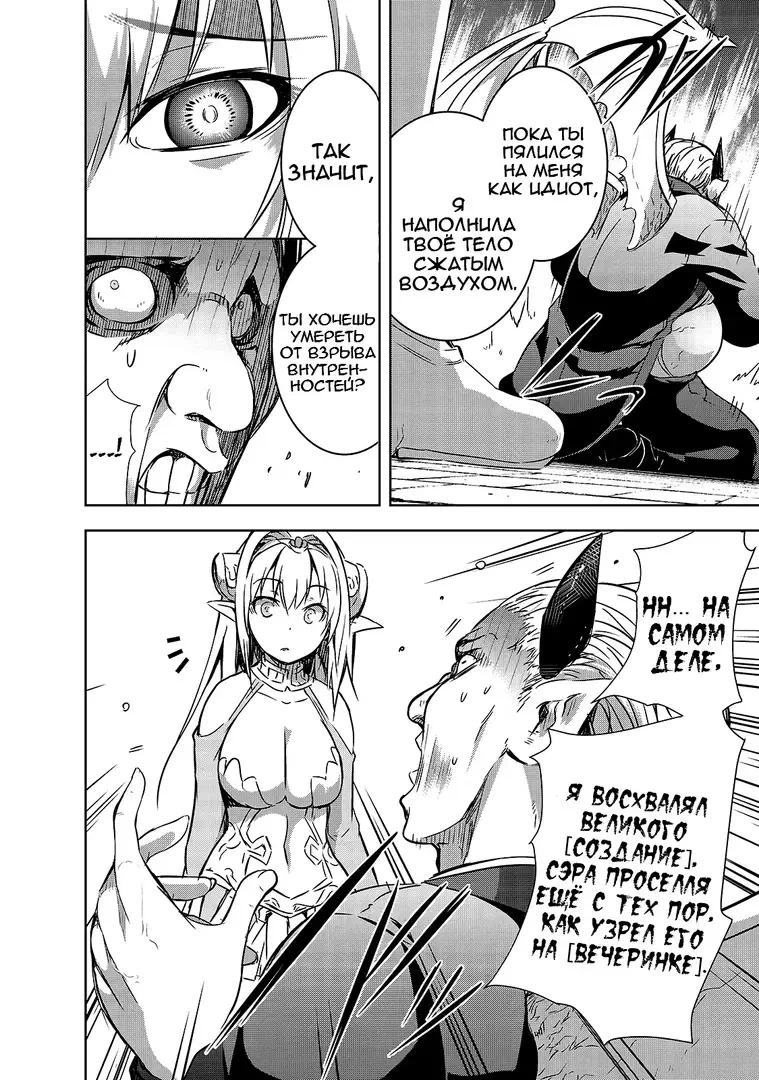 ПОКА ТЫ
ПЯЛИЛСЯ
НА МЕНЯ
КАК ИДИОТ,
Я
НАПОЛНИЛА
ТВОЁ ТЕЛО
СЖАТЫМ
ВОЗДУХОМ.
ТАК
ЗНАЧИТ,
ТЫ ХОЧЕШЬ
УМЕРЕТЬ
ОТ ВЗРЫВА
ВНУТРЕН-
НОСТЕЙ?
....!
НН... НА
САМОМ
ДЕЛЕ,
Я ВОСХВАЛЯЛ
ВЕЛИКОГО
[СОЗДАНИЕ],
СЭРА ПРОСЕЛЛЯ
ЕЩЁ С ТЕХ ПОР,
КАК УЗРЕЛ ЕГО
НА [ВЕЧЕРИНКЕ].